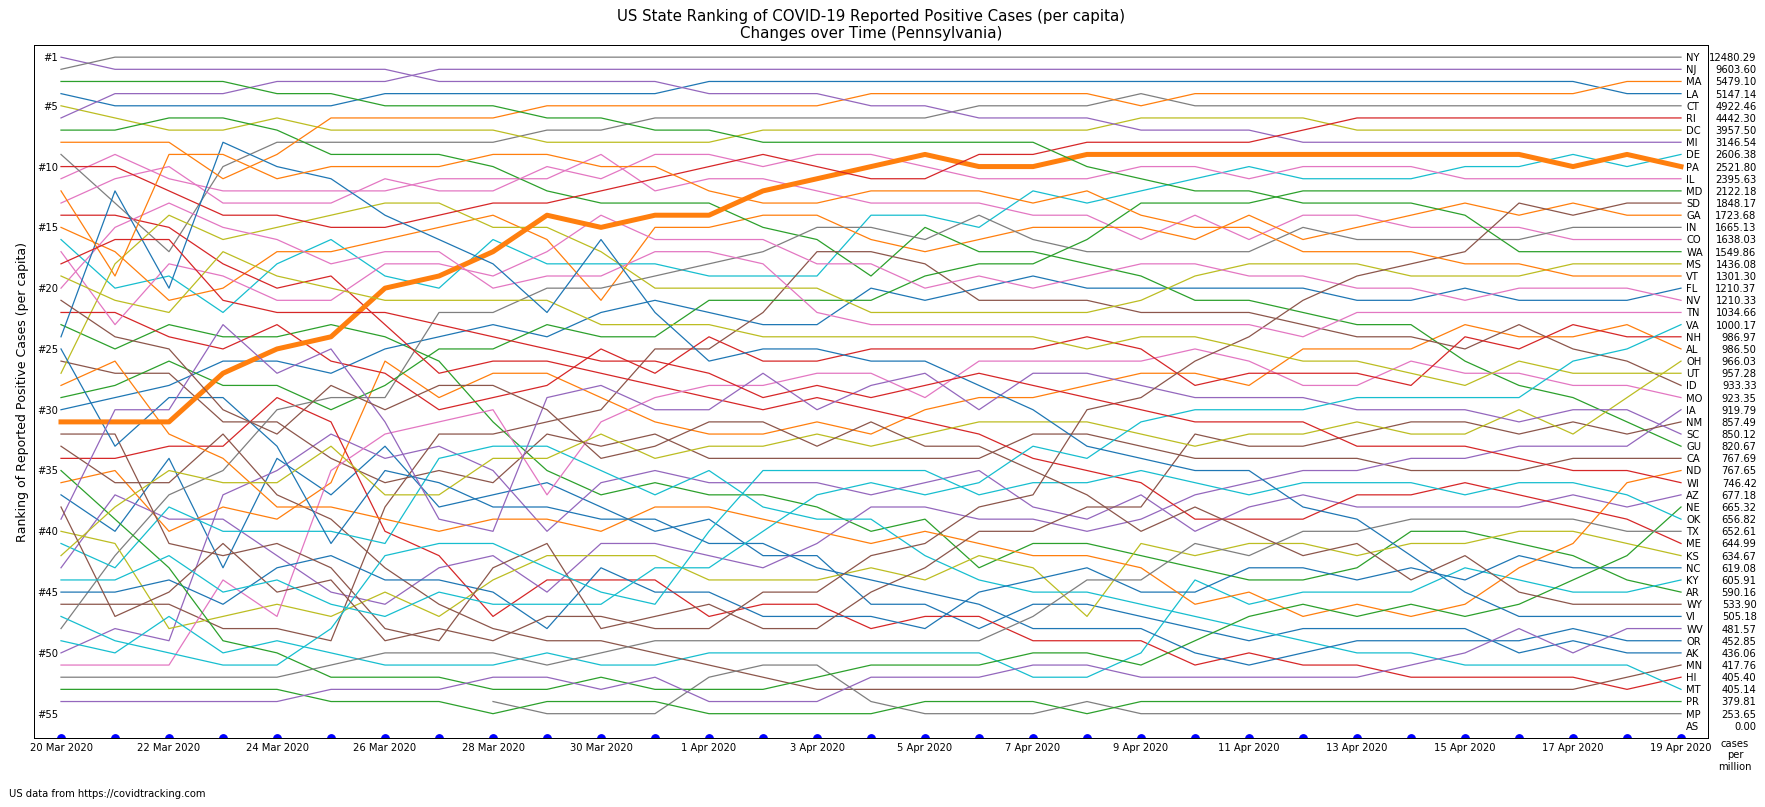 US State Ranking of COVID-19 Reported Positive Cases (per capita)
Changes over Time (Pennsylvania)
Ranking of Reported Positive Cases (per capita)
#1
#5
#10
#15
#20
#25
#30
#35
#40
#45
#50
#55
NY 12480.29
NJ 9603.60
MA 5479.10
LA 5147.14
CT 4922.46
RI 4442.30
DC 3957.50
MI 3146.54
DE 2606.38
PA 2521.80
IL 2395.63
MD 2122.18
SD 1848.17
GA 1723.68
IN 1665.13
CO 1638.03
WA 1549.86
MS 1436.08
VT 1301.30
FL 1210.37
NV 1210.33
TN 1034.66
VA 1000.17
NH 986.97
AL 986.50
OH 966.03
UT 957.28
ID 933.33
MO 923.35
IA 919.79
NM 857.49
SC 850.12
GU 820.67
CA 767.69
ND 767.65
WI 746.42
AZ 677.18
NE 665.32
OK 656.82
TX 652.61
ME 644.99
KS 634.67
NC 619.08
KY 605.91
AR 590.16
WY 533.90
VI 505.18
WV 481.57
OR 452.85
AK 436.06
MN 417.76
HI 405.40
MT 405.14
PR 379.81
MP 253.65
AS 0.00
20 Mar 2020 22 Mar 2020 24 Mar 2020 26 Mar 2020 28 Mar 2020 30 Mar 2020 1 Apr 2020 3 Apr 2020 5 Apr 2020 7 Apr 2020 9 Apr 2020 11 Apr 2020 13 Apr 2020 15 Apr 2020 17 Apr 2020 19 Apr 2020
cases
per
million
US data from https://covidtracking.com